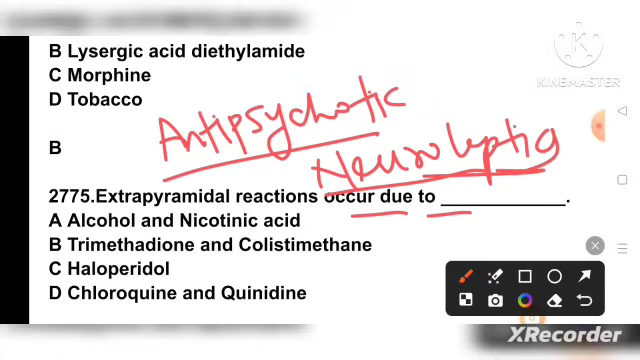 B Lysergic acid diethylamide
C Morphine
D Tobacco
KINEMASTER
Antipsychotic
B
Neuroleptic
2775.Extrapyramidal reactions occur due to ____________.
A Alcohol and Nicotinic acid
B Trimethadione and Colistimethane
C Haloperidol
D Chloroquine and Quinidine
XRecorder